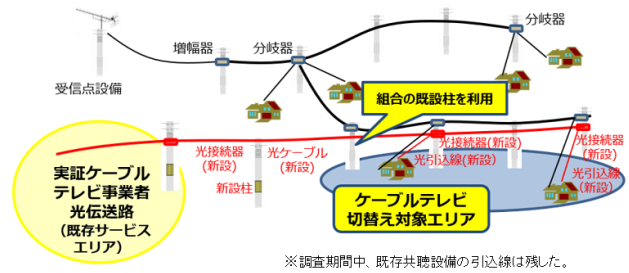 増幅器
分岐器
分岐器
受信点設備
組合の既設柱を利用
光接続器
(新設)
光ケーブル
(新設)
光接続器(新設)
光引込線(新設)
光接続器
(新設)
光引込線
(新設)
新設柱
実証ケーブル
テレビ事業者
光伝送路
(既存サービス
エリア)
ケーブルテレビ
切替え対象エリア
※調査期間中、既存共聴設備の引込線は残した。